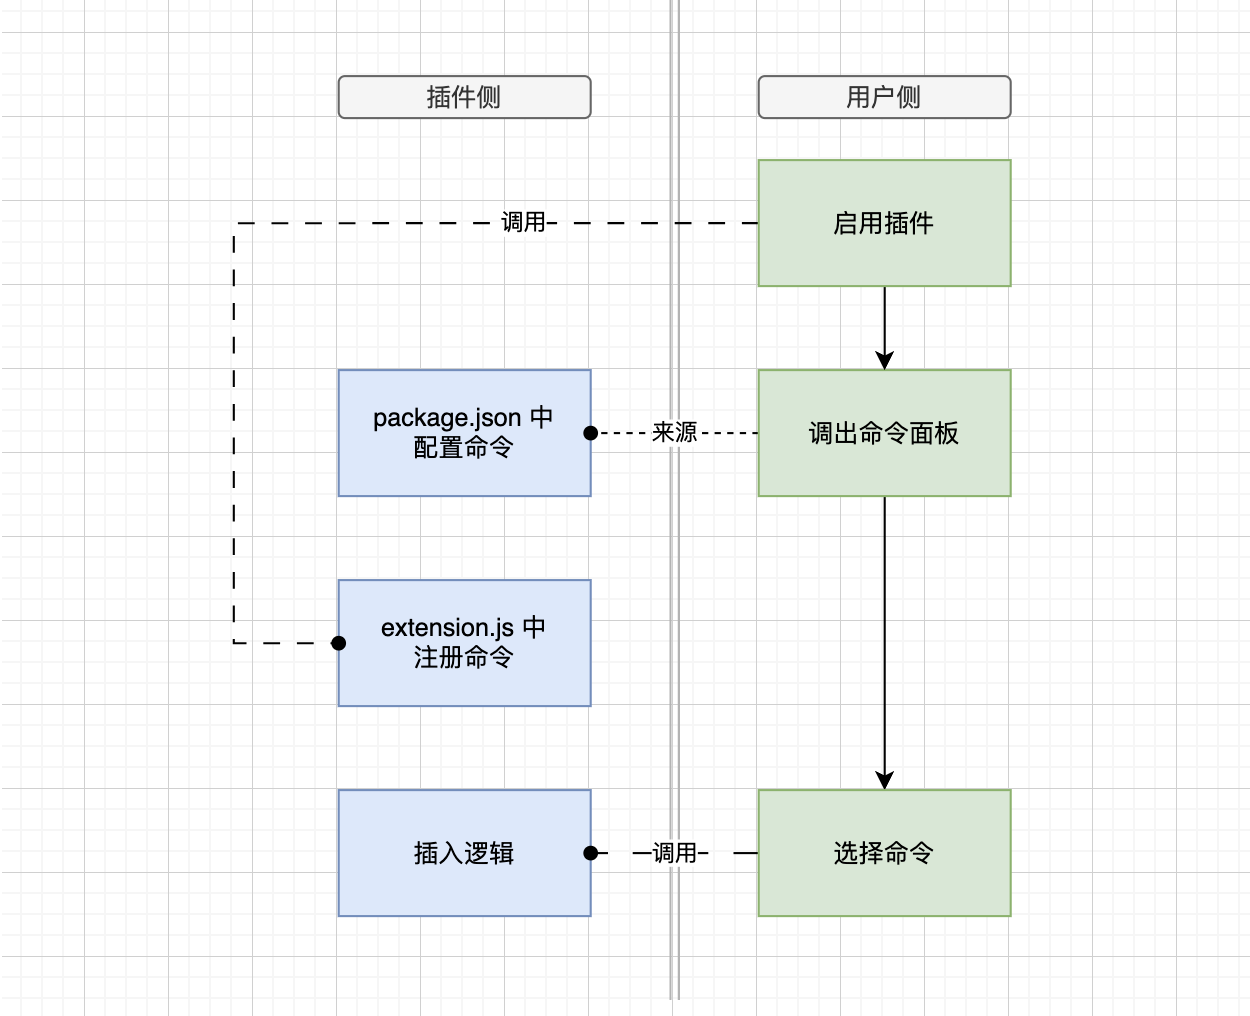 插件侧
用户侧
调用
启用插件
package.json 中
配置命令
来源
调出命令面板
extension.js 中
注册命令
插入逻辑
调用
选择命令